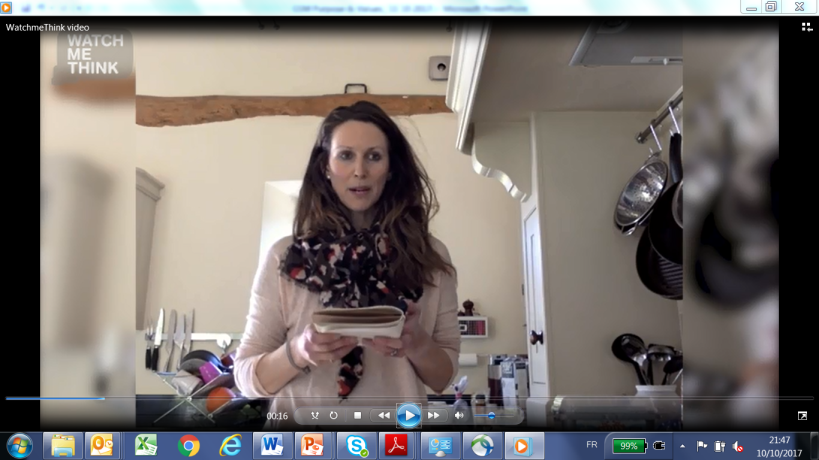 WatchmeThink video
WATCH
ME
THINK
00:16
FR
99%
21:47
10/10/2017